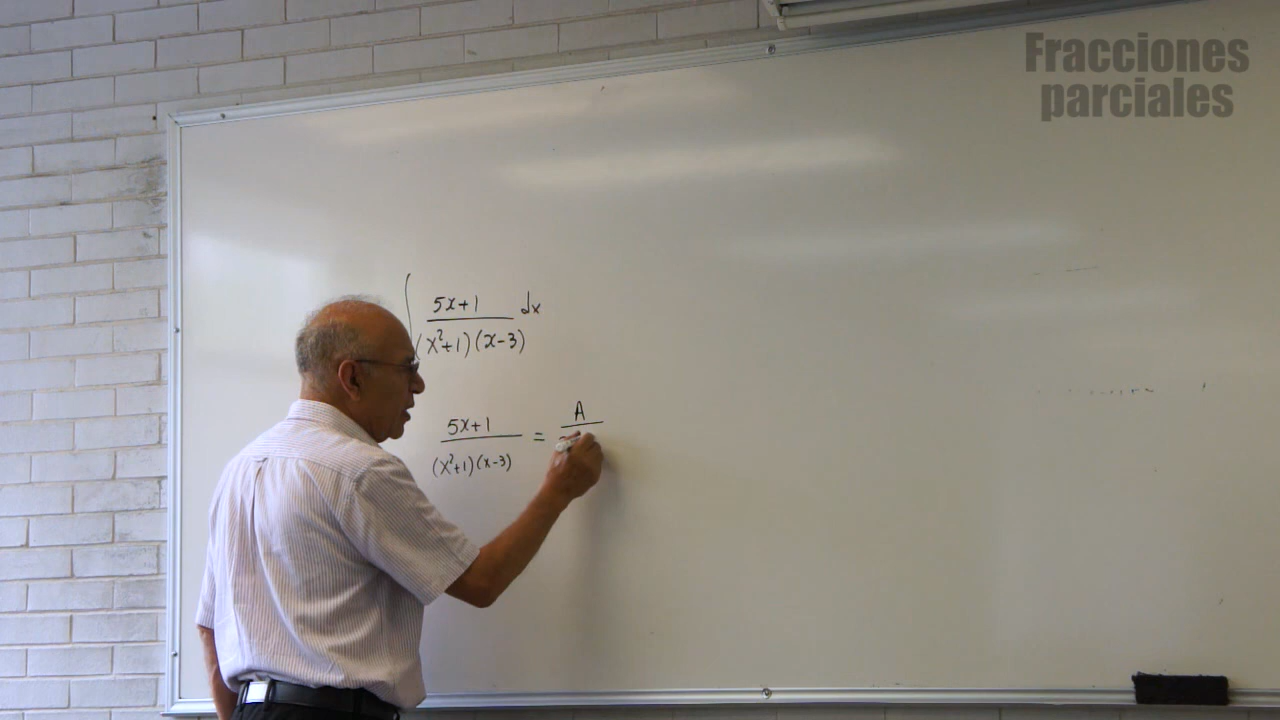 Fracciones
parciales
∫ 5x+1 dx
(x²+1)(x-3)
5x+1 = A
(x²+1)(x-3)